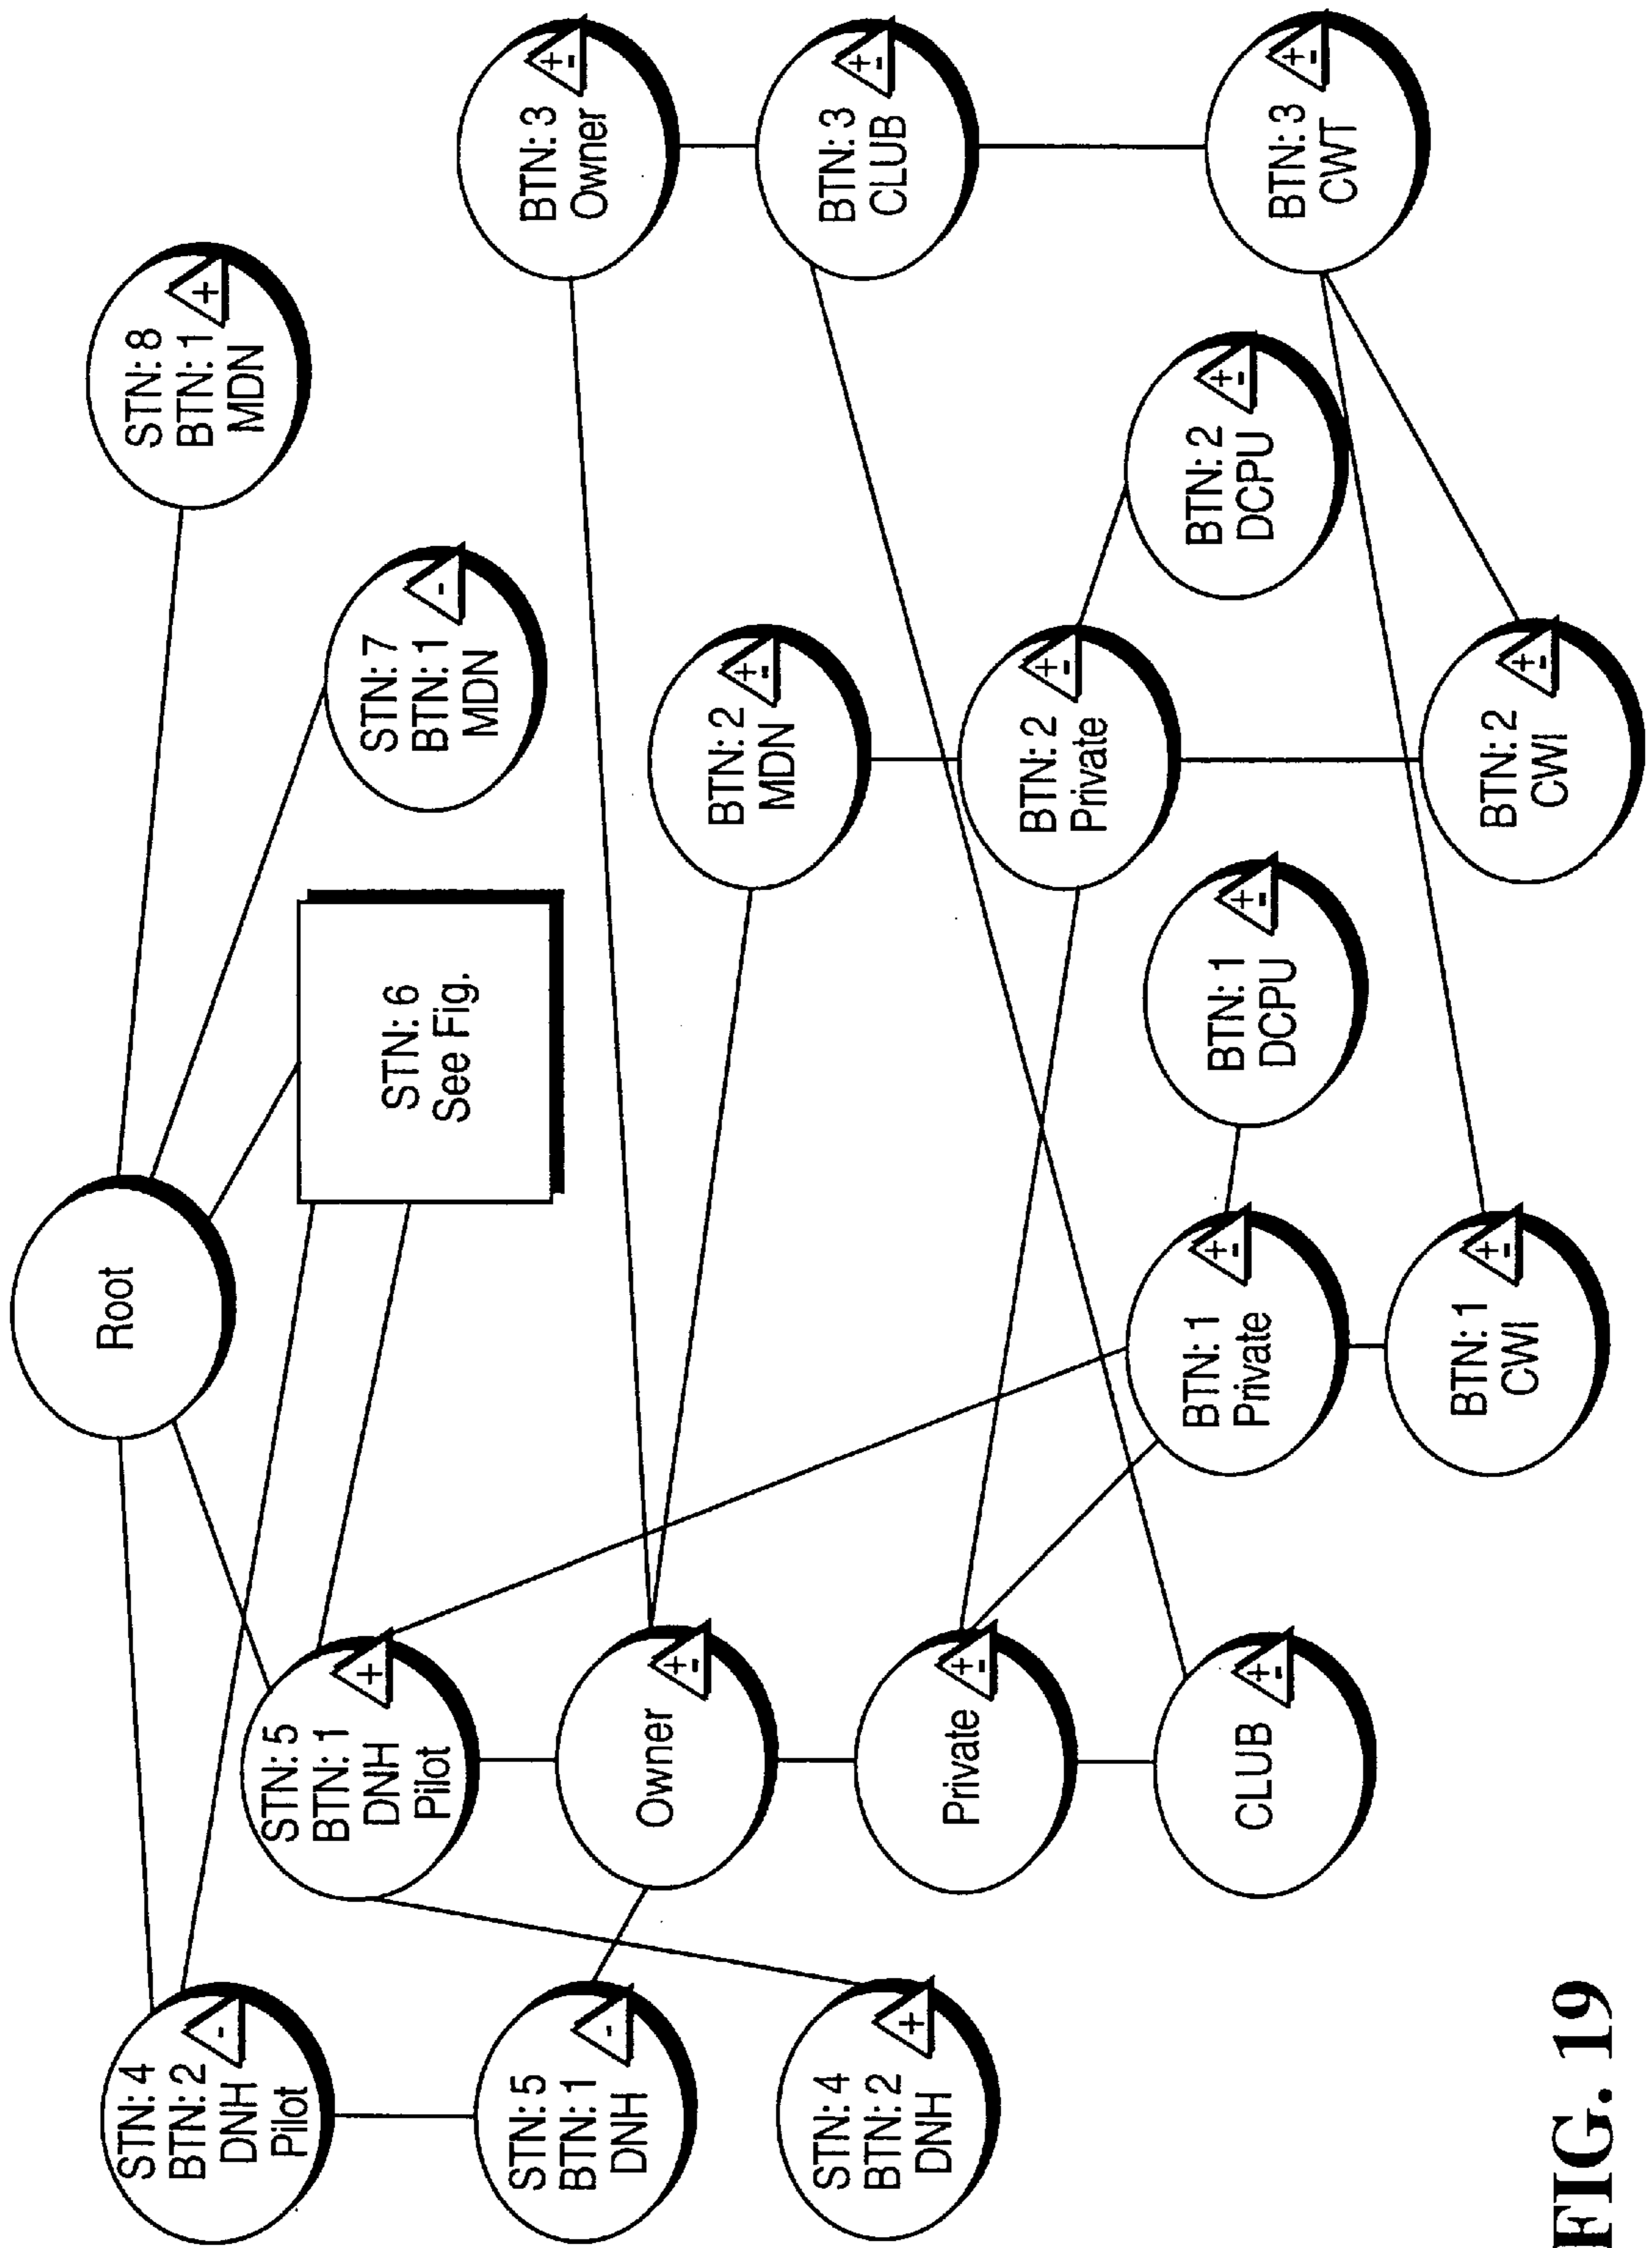 Root
STN: 8
BTN: 1
MDN
+
STN: 7
BTN: 1
MDN
-
STN: 6
See Fig.
STN: 4
BTN: 2
DNH
Pilot
-
STN: 5
BTN: 1
DNH
Pilot
+
STN: 5
BTN: 1
DNH
-
STN: 4
BTN: 2
DNH
+
Owner
+
-
Private
+
-
CLUB
+
-
BTN: 3
Owner
+
-
BTN: 3
CLUB
+
-
BTN: 3
CWT
+
-
BTN: 2
MDN
+
-
BTN: 2
Private
+
-
BTN: 2
DCPU
+
-
BTN: 2
CWI
+
-
BTN: 1
DCPU
+
-
BTN: 1
Private
+
-
BTN: 1
CWI
+
-
FIG. 19